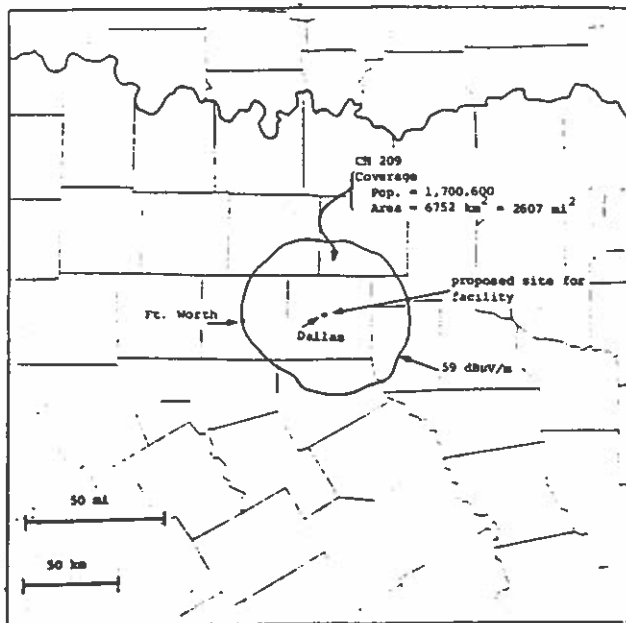 CN 209
Coverage
Pop. = 1,700,600
Area = 6752 km² = 2607 mi²
proposed site for
facility
Ft. Worth
Dallas
59 dBuV/m
50 mi
50 km